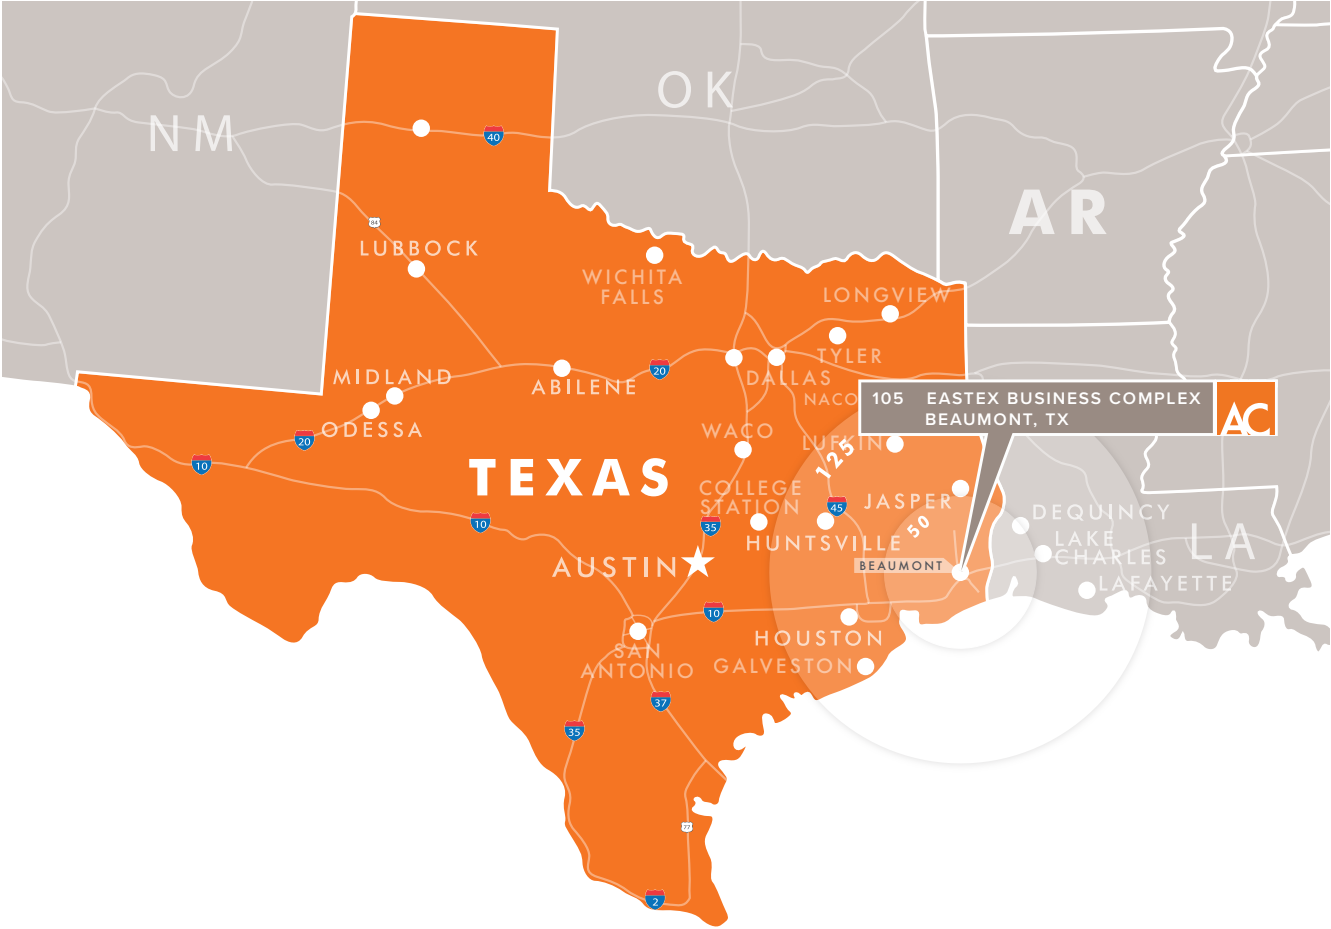 OK
NM
40
AR
84
LUBBOCK
WICHITA
FALLS
LONGVIEW
TYLER
MIDLAND
20
ABILENE
DALLAS
NACO
105 EASTEX BUSINESS COMPLEX
BEAUMONT, TX
AC
ODESSA
20
10
WACO
LUFKIN
125
TEXAS
COLLEGE
STATION
45
JASPER
50
10
35
HUNTSVILLE
DEQUINCY
LAKE
CHARLES
LA
AUSTIN
BEAUMONT
LAFAYETTE
10
HOUSTON
SAN
ANTONIO
GALVESTON
37
35
77
2